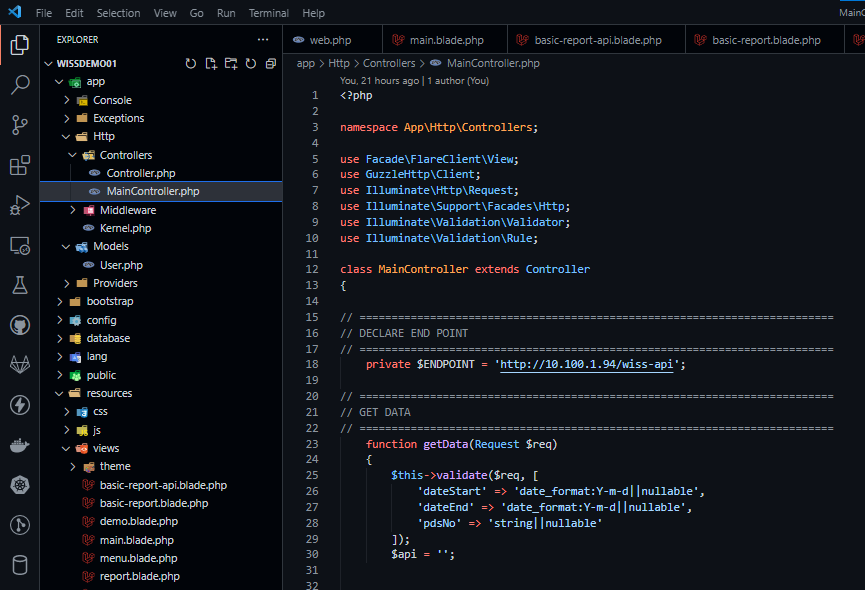 File Edit Selection View Go Run Terminal Help
MainC
EXPLORER
WISSDEMO01
app
Console
Exceptions
Http
Controllers
Controller.php
MainController.php
Middleware
Kernel.php
Models
User.php
Providers
bootstrap
config
database
lang
public
resources
css
js
views
theme
basic-report-api.blade.php
basic-report.blade.php
demo.blade.php
main.blade.php
menu.blade.php
report.blade.php
web.php main.blade.php basic-report-api.blade.php basic-report.blade.php
app > Http > Controllers > MainController.php
You, 21 hours ago | 1 author (You)
1 <?php
2
3 namespace App\Http\Controllers;
4
5 use Facade\FlareClient\View;
6 use GuzzleHttp\Client;
7 use Illuminate\Http\Request;
8 use Illuminate\Support\Facades\Http;
9 use Illuminate\Validation\Validator;
10 use Illuminate\Validation\Rule;
11
12 class MainController extends Controller
13 {
14
15 // ==========================================================================
16 // DECLARE END POINT
17 // ==========================================================================
18 private $ENDPOINT = 'http://10.100.1.94/wiss-api';
19
20 // ==========================================================================
21 // GET DATA
22 // ==========================================================================
23 function getData(Request $req)
24 {
25 $this->validate($req, [
26 'dateStart' => 'date_format:Y-m-d||nullable',
27 'dateEnd' => 'date_format:Y-m-d||nullable',
28 'pdsNo' => 'string||nullable'
29 ]);
30 $api = '';
31
32